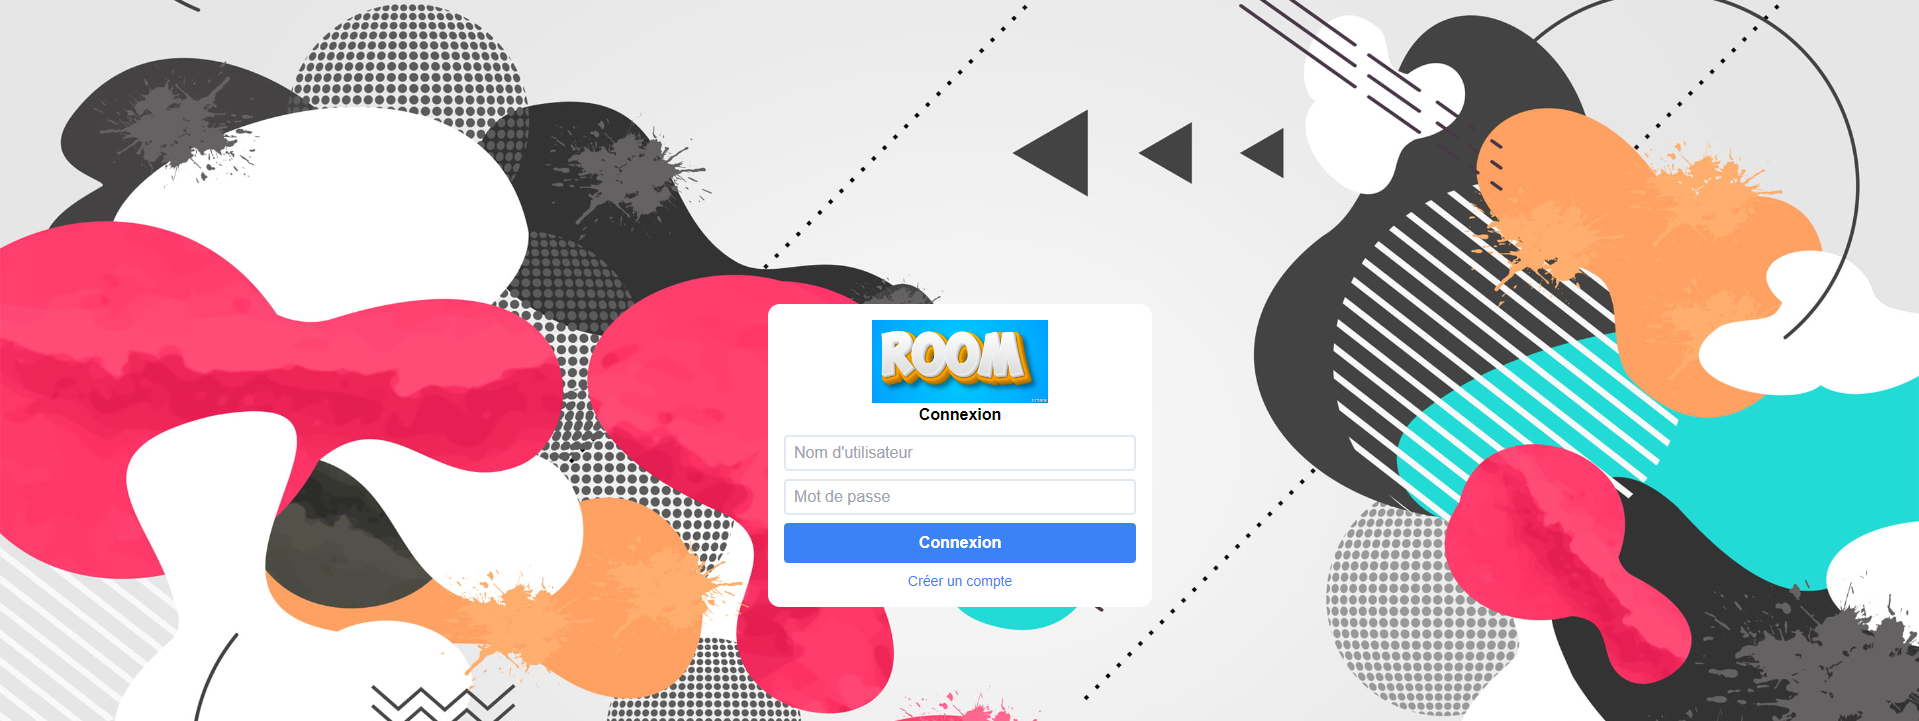 ROOM
Connexion
Nom d'utilisateur
Mot de passe
Connexion
Créer un compte